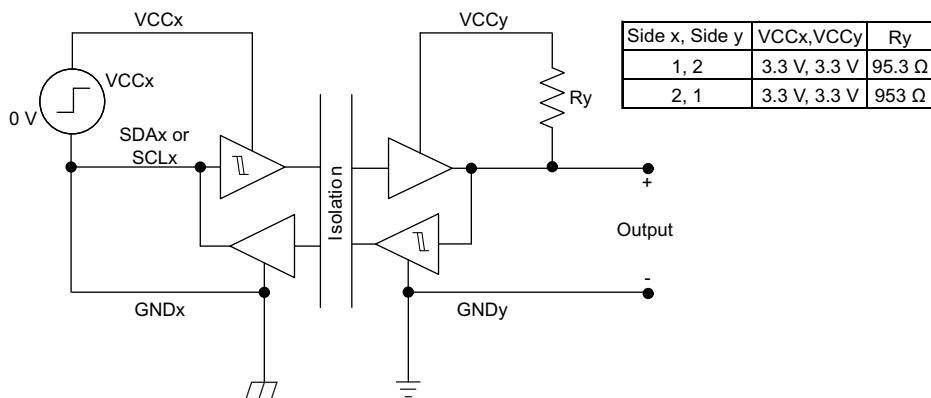 VCCx
VCCx
0 V
SDAx or
SCLx
GNDx
Isolation
VCCy
Ry
+
Output
-
GNDy
Side x, Side y VCCx,VCCy Ry
1, 2 3.3 V, 3.3 V 95.3 Ω
2, 1 3.3 V, 3.3 V 953 Ω